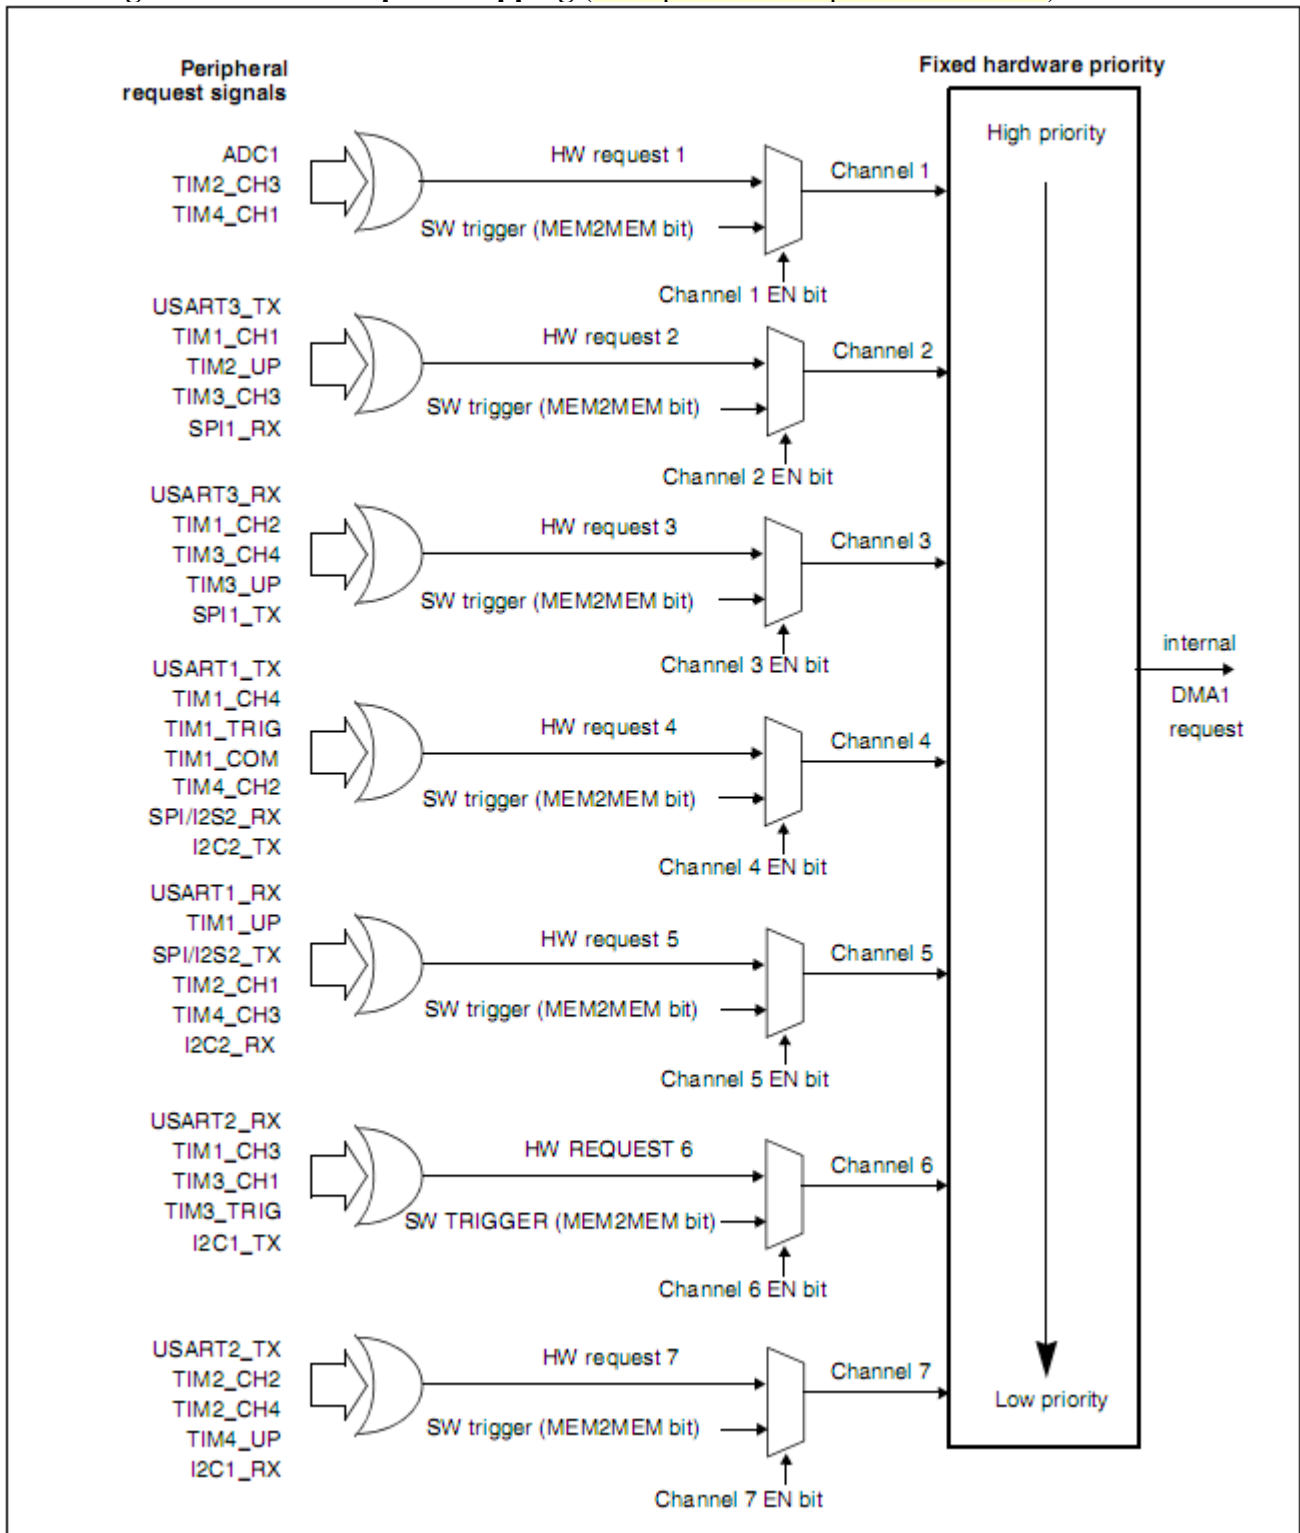 Peripheral
request signals
Fixed hardware priority
High priority
ADC1
TIM2_CH3
TIM4_CH1
HW request 1
SW trigger (MEM2MEM bit)
Channel 1
Channel 1 EN bit
USART3_TX
TIM1_CH1
TIM2_UP
TIM3_CH3
SPI1_RX
HW request 2
SW trigger (MEM2MEM bit)
Channel 2
Channel 2 EN bit
USART3_RX
TIM1_CH2
TIM3_CH4
TIM3_UP
SPI1_TX
HW request 3
SW trigger (MEM2MEM bit)
Channel 3
Channel 3 EN bit
internal
DMA1
request
USART1_TX
TIM1_CH4
TIM1_TRIG
TIM1_COM
TIM4_CH2
SPI/I2S2_RX
I2C2_TX
HW request 4
SW trigger (MEM2MEM bit)
Channel 4
Channel 4 EN bit
USART1_RX
TIM1_UP
SPI/I2S2_TX
TIM2_CH1
TIM4_CH3
I2C2_RX
HW request 5
SW trigger (MEM2MEM bit)
Channel 5
Channel 5 EN bit
USART2_RX
TIM1_CH3
TIM3_CH1
TIM3_TRIG
I2C1_TX
HW REQUEST 6
SW TRIGGER (MEM2MEM bit)
Channel 6
Channel 6 EN bit
USART2_TX
TIM2_CH2
TIM2_CH4
TIM4_UP
I2C1_RX
HW request 7
SW trigger (MEM2MEM bit)
Channel 7
Channel 7 EN bit
Low priority